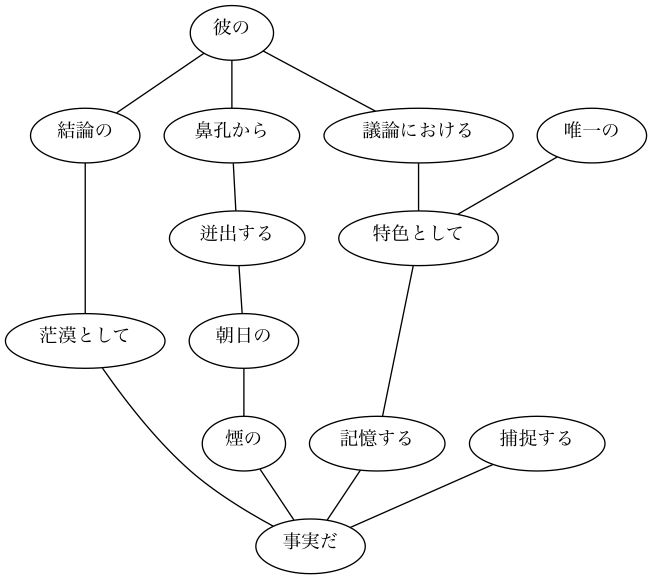 彼の
結論の
鼻孔から
議論における
唯一の
迸出する
特色として
茫漠として
朝日の
煙の
記憶する
捕捉する
事実だ